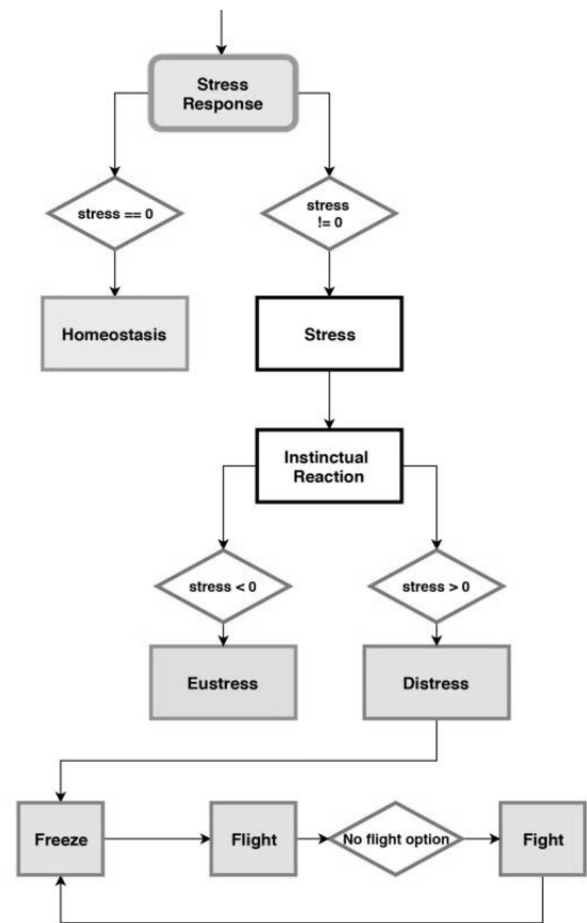 Stress
Response
stress == 0
stress
!= 0
Homeostasis
Stress
Instinctual
Reaction
stress < 0
stress > 0
Eustress
Distress
Freeze
Flight
No flight option
Fight